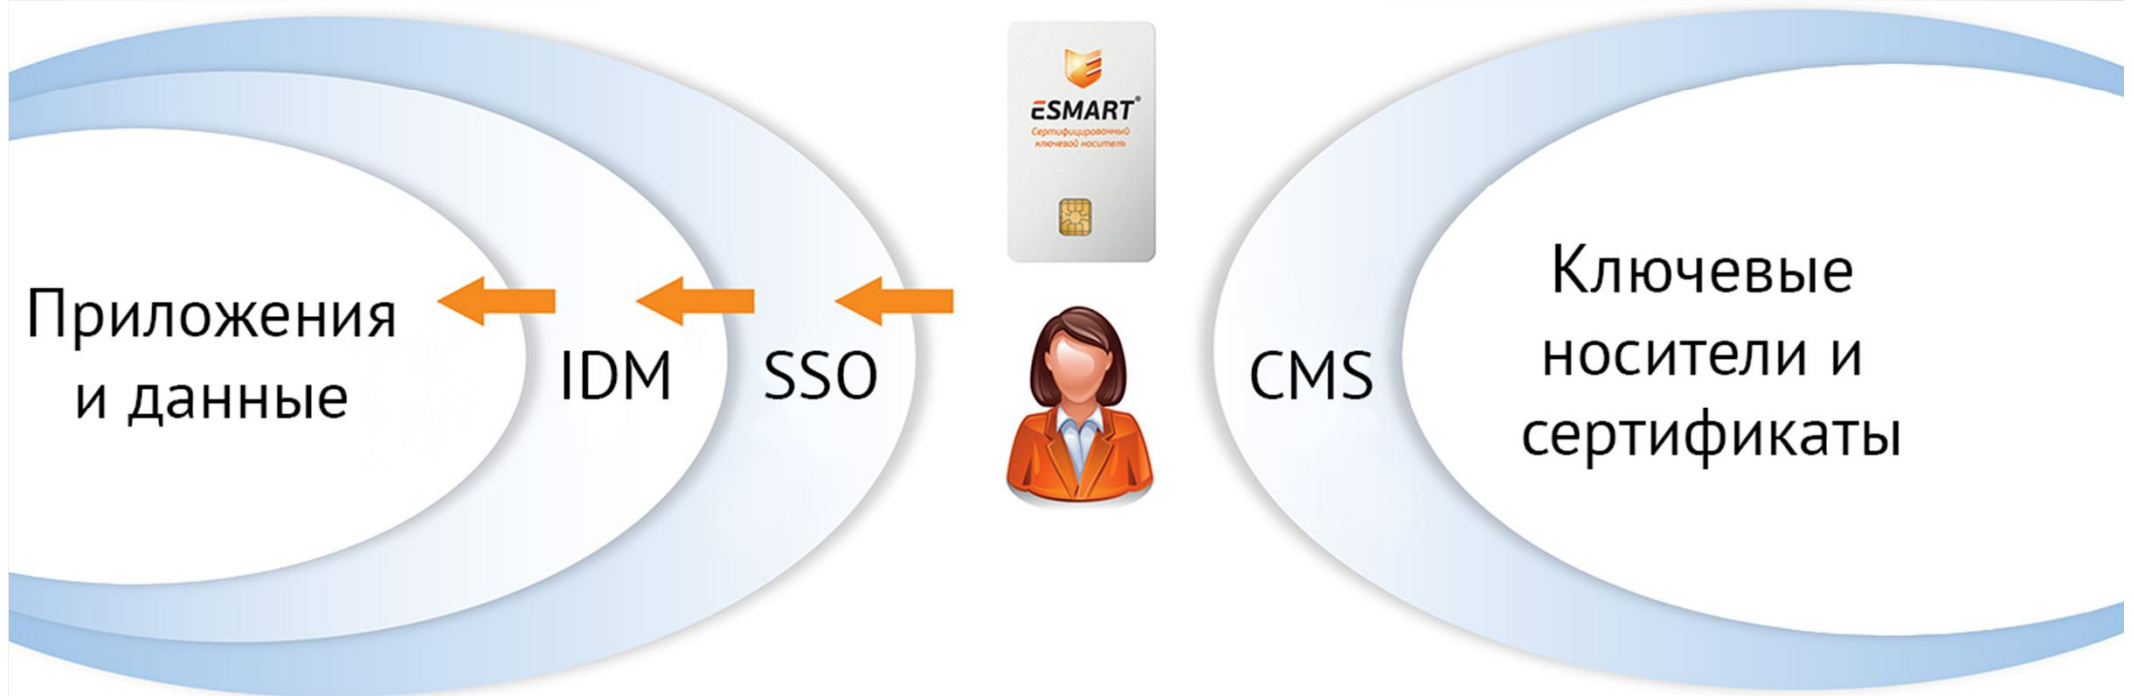 ESMART®
Сертифицированный
ключевой носитель
Приложения
и данные
IDM
SSO
CMS
Ключевые
носители и
сертификаты